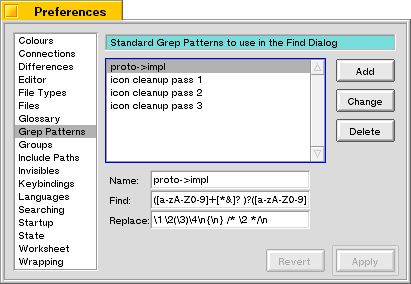 Preferences
Colours
Connections
Differences
Editor
File Types
Files
Glossary
Grep Patterns
Groups
Include Paths
Invisibles
Keybindings
Languages
Searching
Startup
State
Worksheet
Wrapping
Standard Grep Patterns to use in the Find Dialog
proto->impl
icon cleanup pass 1
icon cleanup pass 2
icon cleanup pass 3
Add
Change
Delete
Name: proto->impl
Find: ([a-zA-Z0-9]+[*&]? )?([a-zA-Z0-9]
Replace: \1 \2(\3)\4\n{\n} /* \2 */\n
Revert
Apply